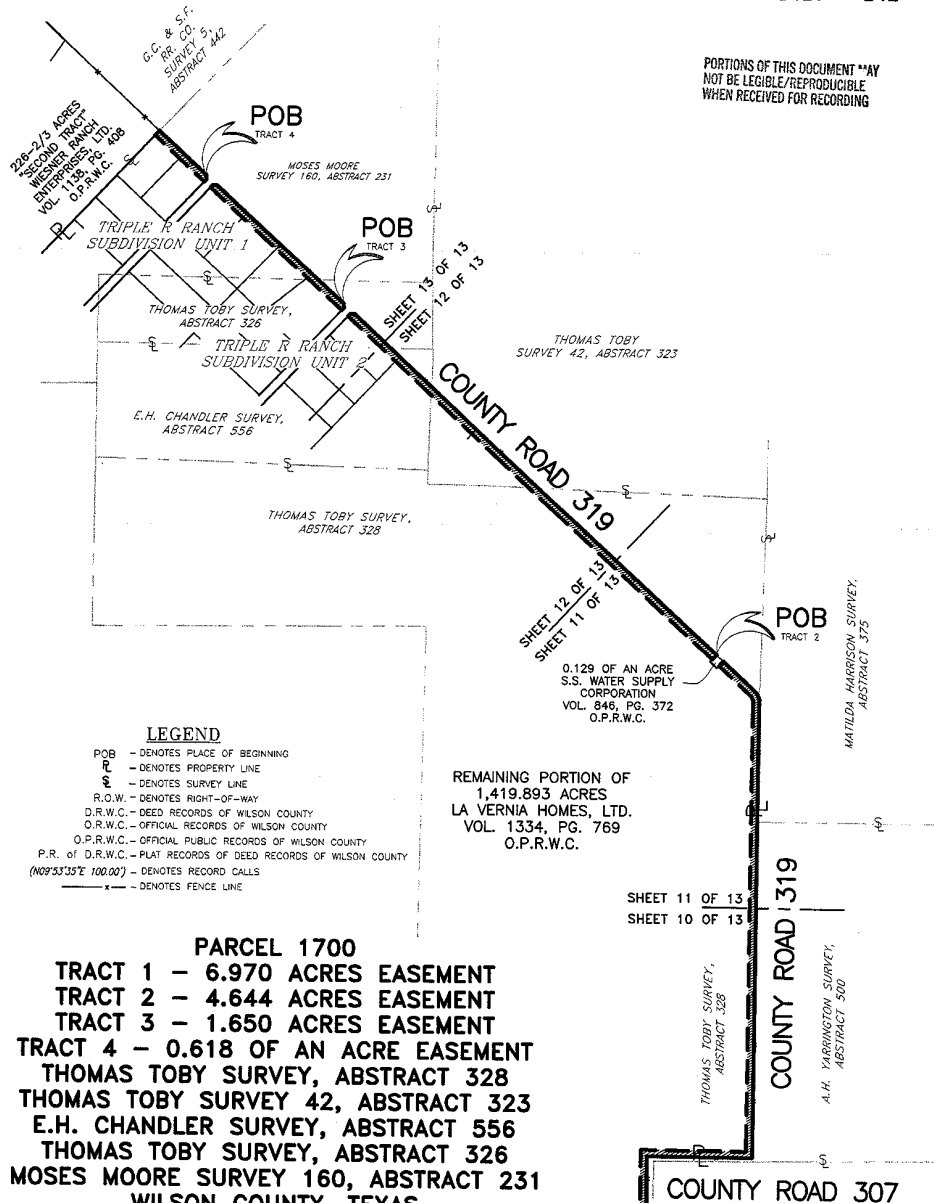 PORTIONS OF THIS DOCUMENT **AY
NOT BE LEGIBLE/REPRODUCIBLE
WHEN RECEIVED FOR RECORDING
G.C. & S.F.
RR. CO.
SURVEY 5,
ABSTRACT 442
226-2/3 ACRES
"SECOND TRACT"
WIESNER RANCH
ENTERPRISES, LTD.
VOL. 1138, PG. 408
O.P.R.W.C.
POB
TRACT 4
MOSES MOORE
SURVEY 160, ABSTRACT 231
TRIPLE R RANCH
SUBDIVISION UNIT 1
POB
TRACT 3
SHEET 13 OF 13
SHEET 12 OF 13
THOMAS TOBY SURVEY,
ABSTRACT 326
TRIPLE R RANCH
SUBDIVISION UNIT 2
THOMAS TOBY
SURVEY 42, ABSTRACT 323
E.H. CHANDLER SURVEY,
ABSTRACT 556
COUNTY ROAD 319
THOMAS TOBY SURVEY,
ABSTRACT 328
SHEET 12 OF 13
SHEET 11 OF 13
POB
TRACT 2
MATILDA HARRISON SURVEY,
ABSTRACT 375
0.129 OF AN ACRE
S.S. WATER SUPPLY
CORPORATION
VOL. 846, PG. 372
O.P.R.W.C.
LEGEND
POB - DENOTES PLACE OF BEGINNING
PL - DENOTES PROPERTY LINE
SL - DENOTES SURVEY LINE
R.O.W. - DENOTES RIGHT-OF-WAY
D.R.W.C. - DEED RECORDS OF WILSON COUNTY
O.R.W.C. - OFFICIAL RECORDS OF WILSON COUNTY
O.P.R.W.C. - OFFICIAL PUBLIC RECORDS OF WILSON COUNTY
P.R. of D.R.W.C. - PLAT RECORDS OF DEED RECORDS OF WILSON COUNTY
(N09°53'35"E 100.00') - DENOTES RECORD CALLS
x - DENOTES FENCE LINE
REMAINING PORTION OF
1,419.893 ACRES
LA VERNIA HOMES, LTD.
VOL. 1334, PG. 769
O.P.R.W.C.
SHEET 11 OF 13
SHEET 10 OF 13
COUNTY ROAD 319
THOMAS TOBY SURVEY,
ABSTRACT 328
A.H. YARRINGTON SURVEY,
ABSTRACT 500
PARCEL 1700
TRACT 1 - 6.970 ACRES EASEMENT
TRACT 2 - 4.644 ACRES EASEMENT
TRACT 3 - 1.650 ACRES EASEMENT
TRACT 4 - 0.618 OF AN ACRE EASEMENT
THOMAS TOBY SURVEY, ABSTRACT 328
THOMAS TOBY SURVEY 42, ABSTRACT 323
E.H. CHANDLER SURVEY, ABSTRACT 556
THOMAS TOBY SURVEY, ABSTRACT 326
MOSES MOORE SURVEY 160, ABSTRACT 231
WILSON COUNTY, TEXAS
COUNTY ROAD 307